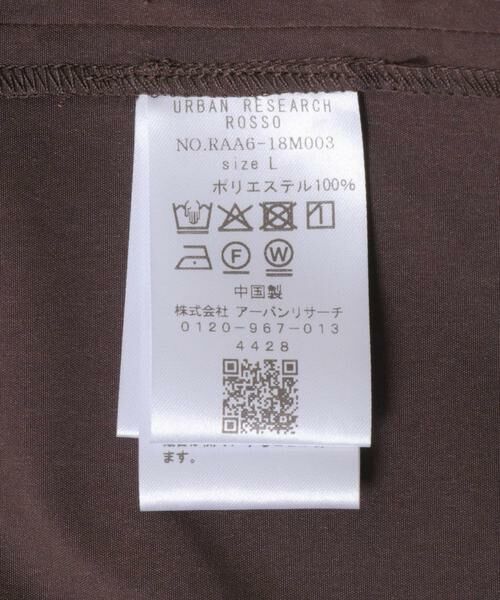 URBAN RESEARCH
ROSSO
NO.RAA6-18M003
size L
ポリエステル100%
F W
中国製
株式会社 アーバンリサーチ
0120-967-013
4428
ます。